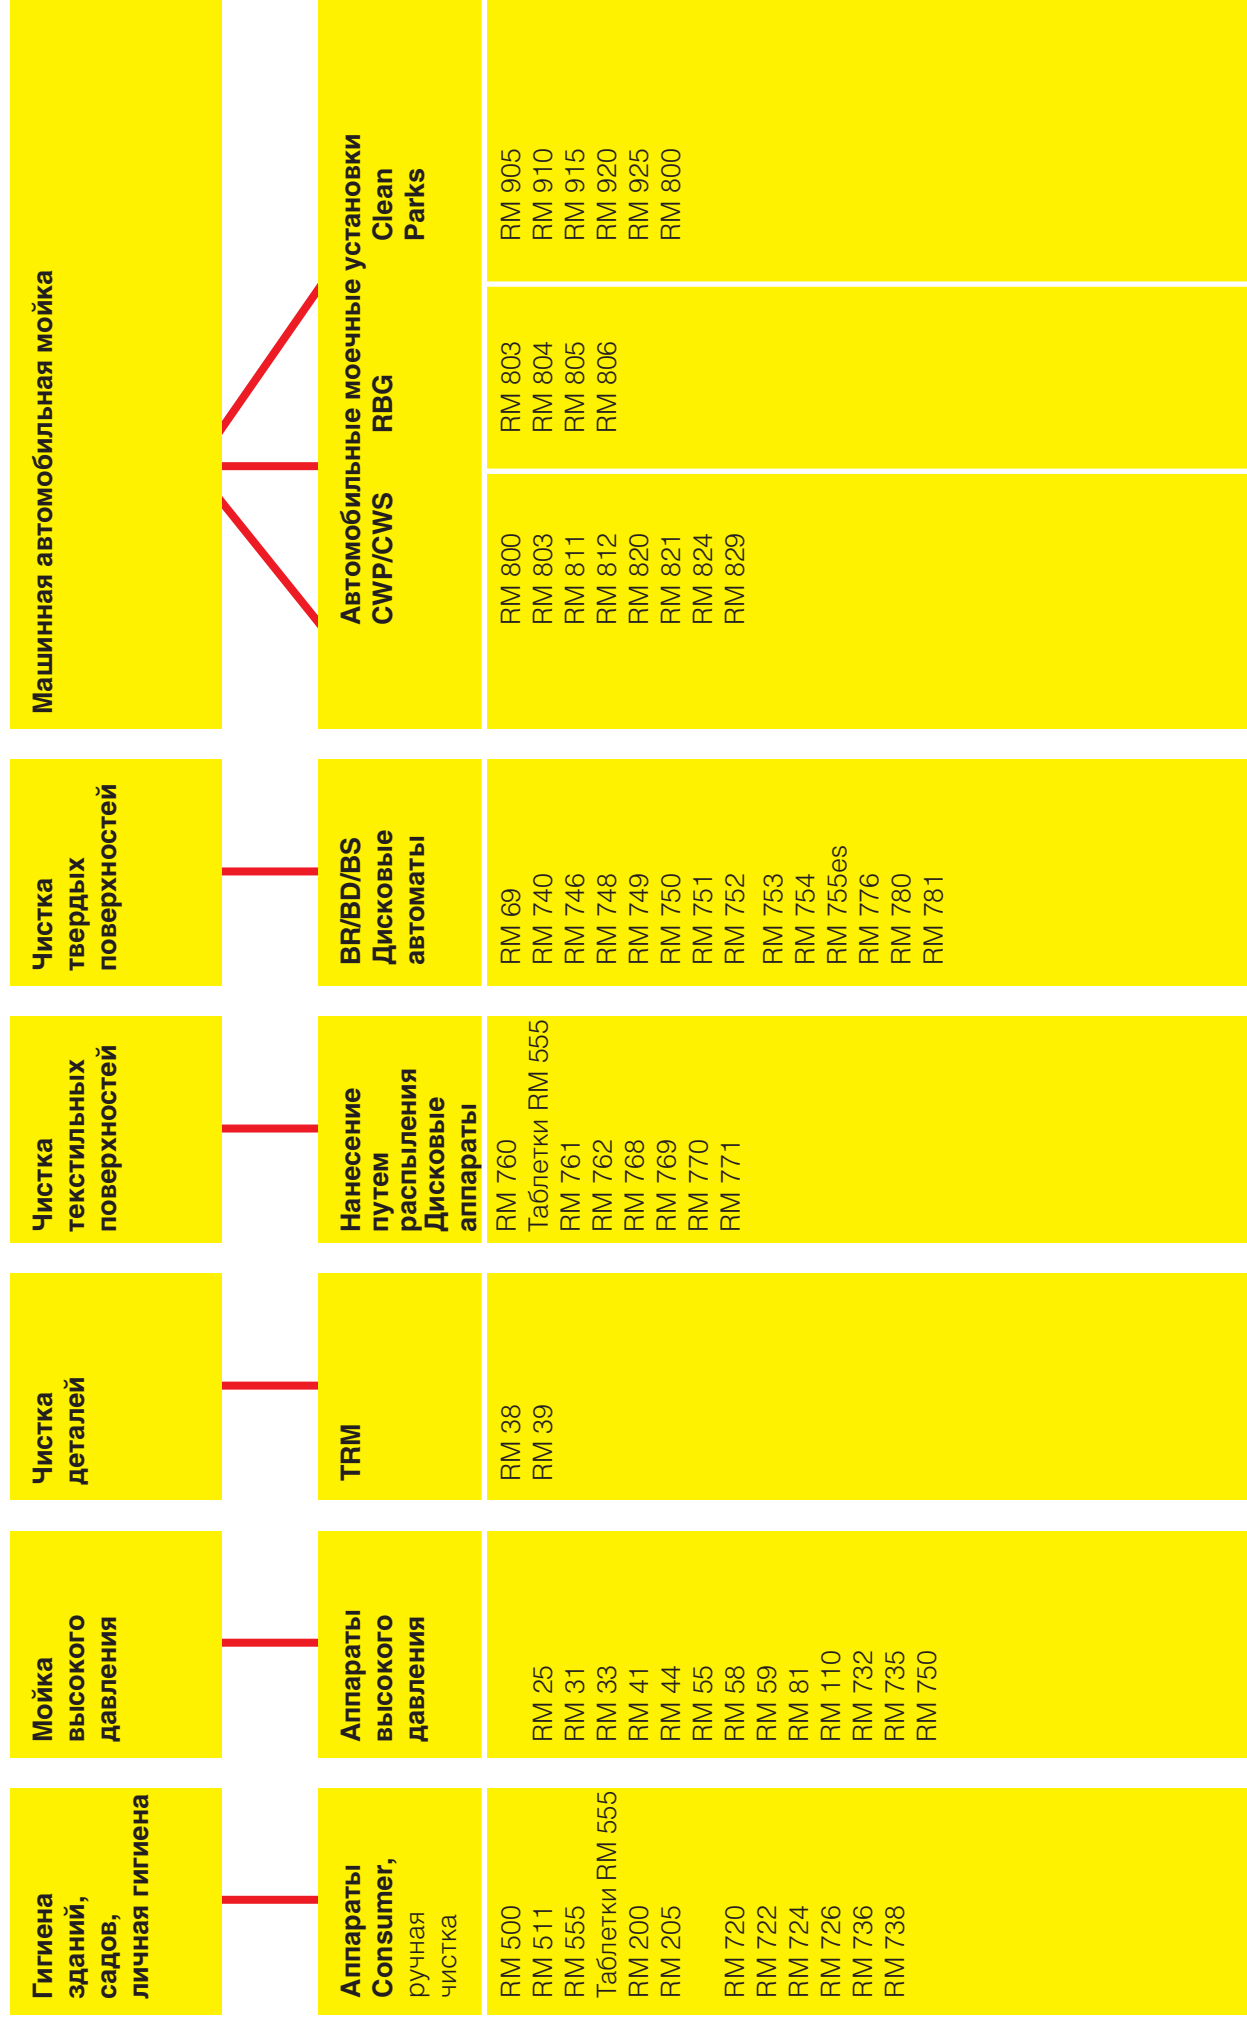 Гигиена
зданий,
садов,
личная гигиена
Мойка
высокого
давления
Чистка
деталей
Чистка
текстильных
поверхностей
Чистка
твердых
поверхностей
Машинная автомобильная мойка
Аппараты
Consumer,
ручная
чистка
Аппараты
высокого
давления
TRM
Нанесение
путем
распыления
Дисковые
аппараты
BR/BD/BS
Дисковые
автоматы
Автомобильные моечные установки
CWP/CWS
RBG
Clean
Parks
RM 500
RM 511
RM 555
Таблетки RM 555
RM 200
RM 205
RM 720
RM 722
RM 724
RM 726
RM 736
RM 738
RM 25
RM 31
RM 33
RM 41
RM 44
RM 55
RM 58
RM 59
RM 81
RM 110
RM 732
RM 735
RM 750
RM 38
RM 39
RM 760
Таблетки RM 555
RM 761
RM 762
RM 768
RM 769
RM 770
RM 771
RM 69
RM 740
RM 746
RM 748
RM 749
RM 750
RM 751
RM 752
RM 753
RM 754
RM 755es
RM 776
RM 780
RM 781
RM 800
RM 803
RM 811
RM 812
RM 820
RM 821
RM 824
RM 829
RM 803
RM 804
RM 805
RM 806
RM 905
RM 910
RM 915
RM 920
RM 925
RM 800